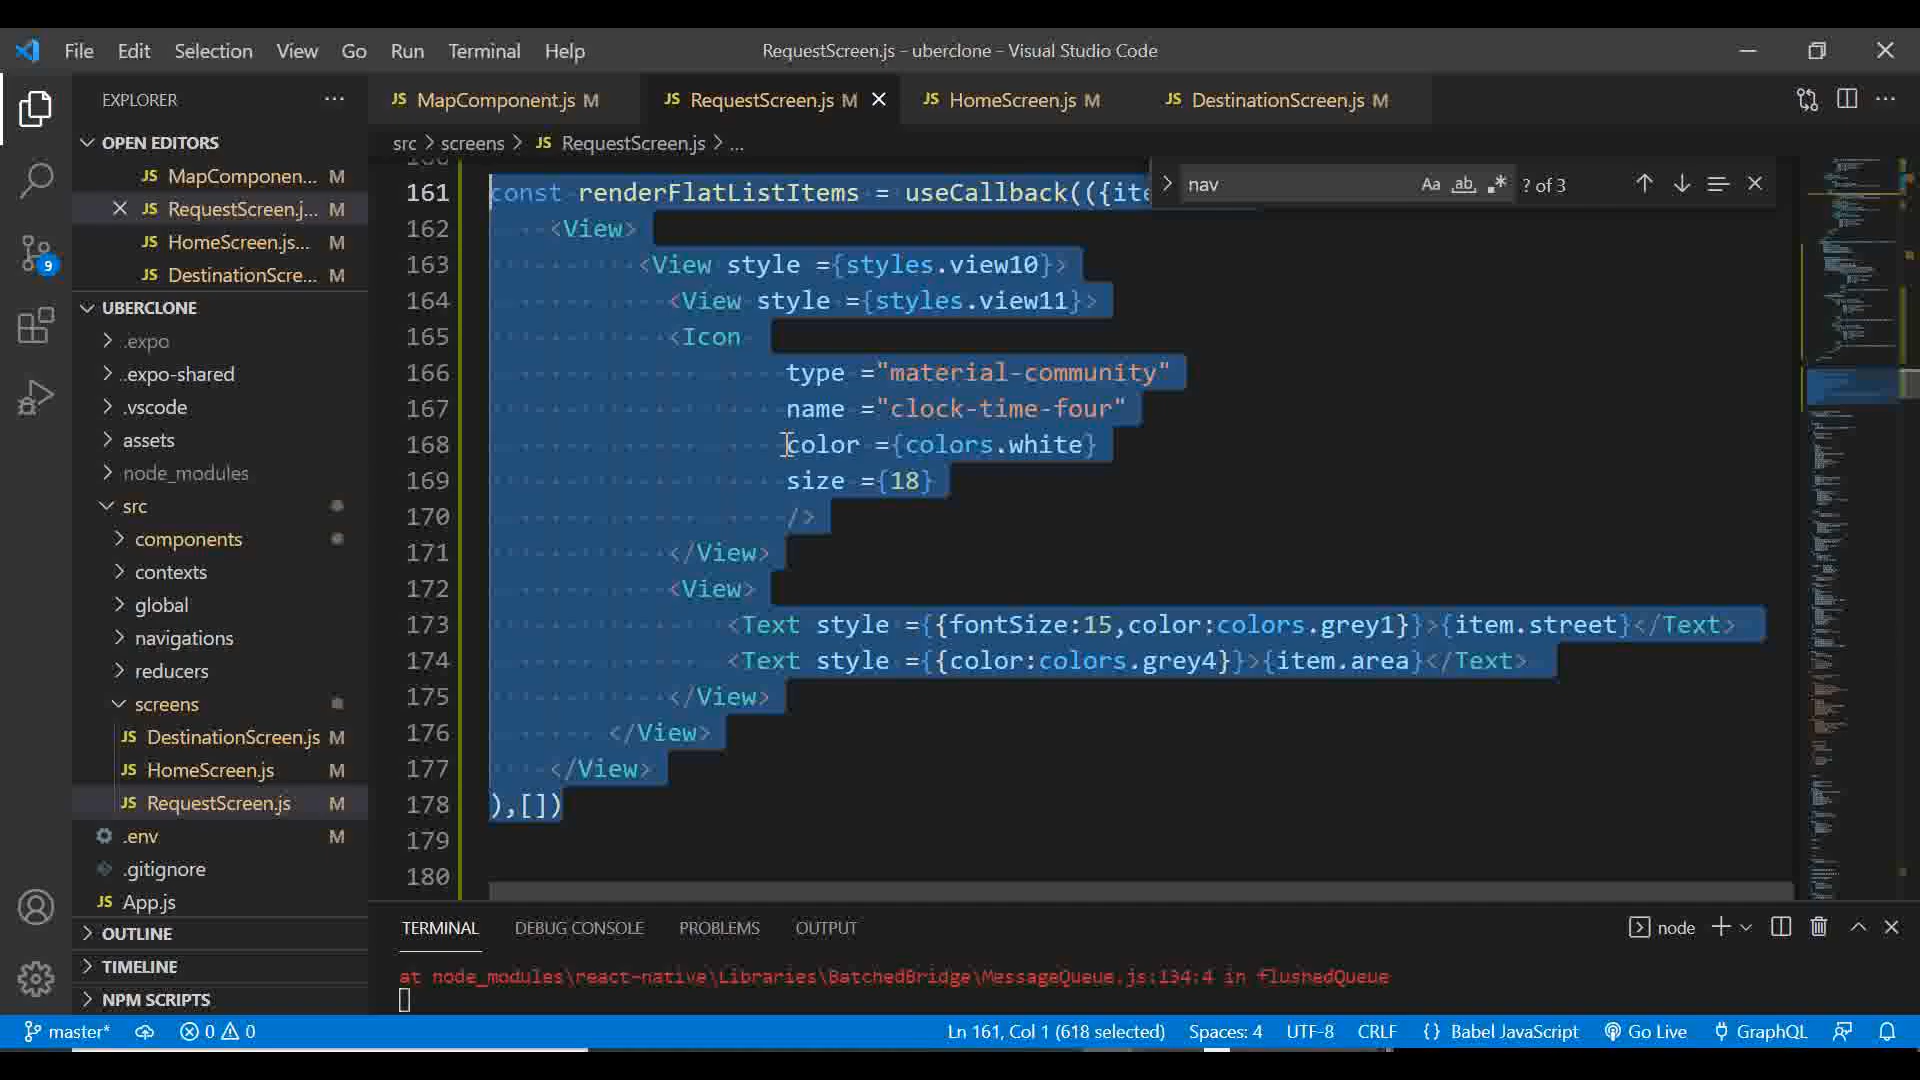 File Edit Selection View Go Run Terminal Help
RequestScreen.js - uberclone - Visual Studio Code
EXPLORER
OPEN EDITORS
JS MapComponen... M
JS RequestScreen.j... M
JS HomeScreen.js... M
JS DestinationScre... M
UBERCLONE
.expo
.expo-shared
.vscode
assets
node_modules
src
components
contexts
global
navigations
reducers
screens
JS DestinationScreen.js M
JS HomeScreen.js M
JS RequestScreen.js M
.env M
.gitignore
JS App.js
OUTLINE
TIMELINE
NPM SCRIPTS
9
JS MapComponent.js M
JS RequestScreen.js M
JS HomeScreen.js M
JS DestinationScreen.js M
src > screens > JS RequestScreen.js > ...
nav
Aa ab
? of 3
161 const renderFlatListItems = useCallback(({ite
162 <View>
163 <View style ={styles.view10}>
164 <View style ={styles.view11}>
165 <Icon
166 type ="material-community"
167 name ="clock-time-four"
168 color ={colors.white}
169 size ={18}
170 />
171 </View>
172 <View>
173 <Text style ={{fontSize:15,color:colors.grey1}}>{item.street}</Text>
174 <Text style ={{color:colors.grey4}}>{item.area}</Text>
175 </View>
176 </View>
177 </View>
178 ),[])
179
180
TERMINAL DEBUG CONSOLE PROBLEMS OUTPUT
node
at node_modules\react-native\Libraries\BatchedBridge\MessageQueue.js:134:4 in flushedQueue
master* 0 0
Ln 161, Col 1 (618 selected) Spaces: 4 UTF-8 CRLF {} Babel JavaScript Go Live GraphQL